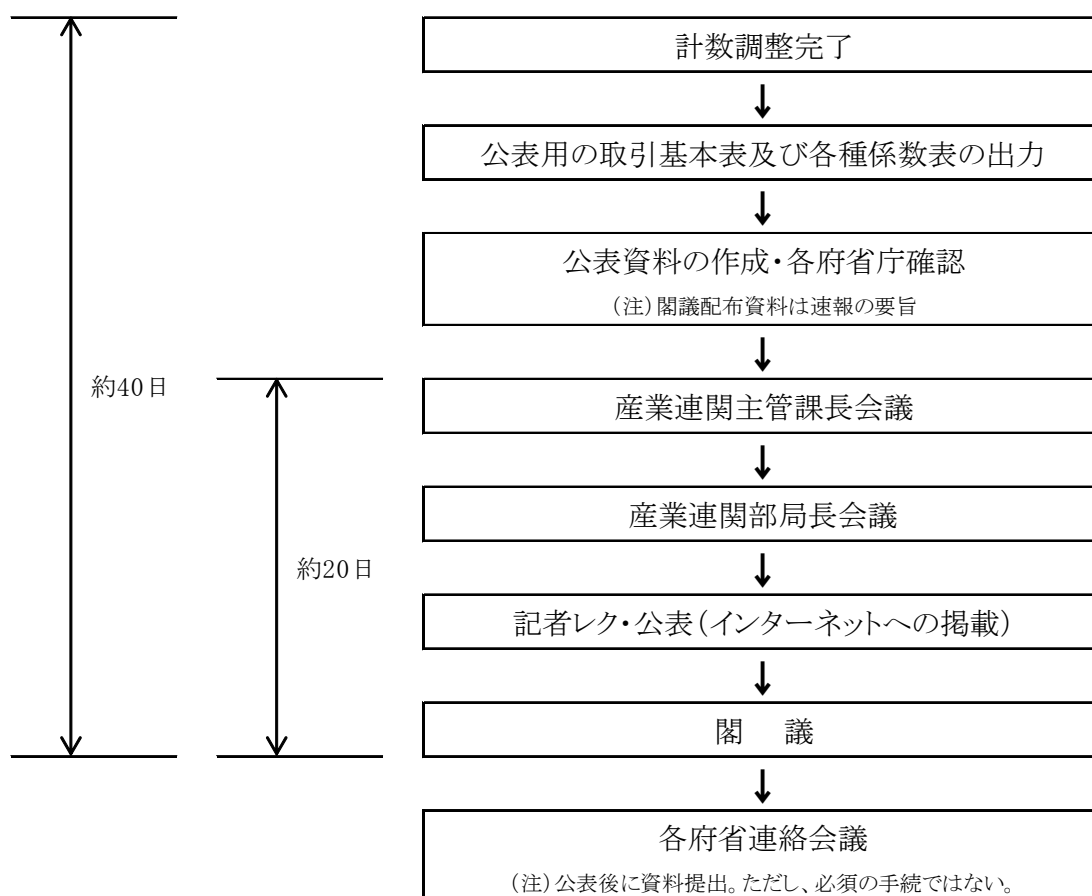 計数調整完了
公表用の取引基本表及び各種係数表の出力
公表資料の作成・各府省庁確認
(注)閣議配布資料は速報の要旨
産業連関主管課長会議
産業連関部局長会議
記者レク・公表(インターネットへの掲載)
閣　議
各府省連絡会議
(注)公表後に資料提出。ただし、必須の手続ではない。
約40日
約20日